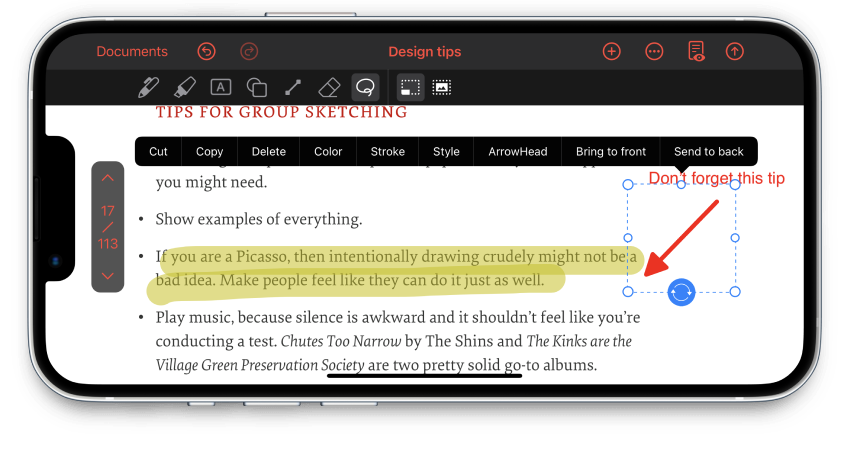 Documents
Design tips
A
TIPS FOR GROUP SKETCHING
Cut Copy Delete Color Stroke Style ArrowHead Bring to front Send to back
Don't forget this tip
you might need.
17
/
113
• Show examples of everything.
• If you are a Picasso, then intentionally drawing crudely might not be a
bad idea. Make people feel like they can do it just as well.
• Play music, because silence is awkward and it shouldn't feel like you're
conducting a test. Chutes Too Narrow by The Shins and The Kinks are the
Village Green Preservation Society are two pretty solid go-to albums.